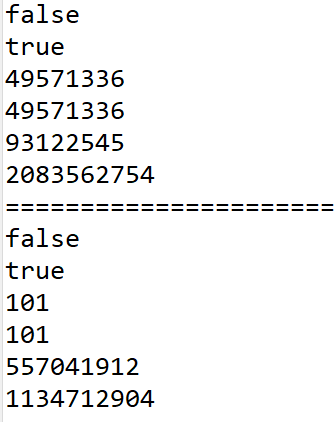 false
true
49571336
49571336
93122545
2083562754
======================
false
true
101
101
557041912
1134712904